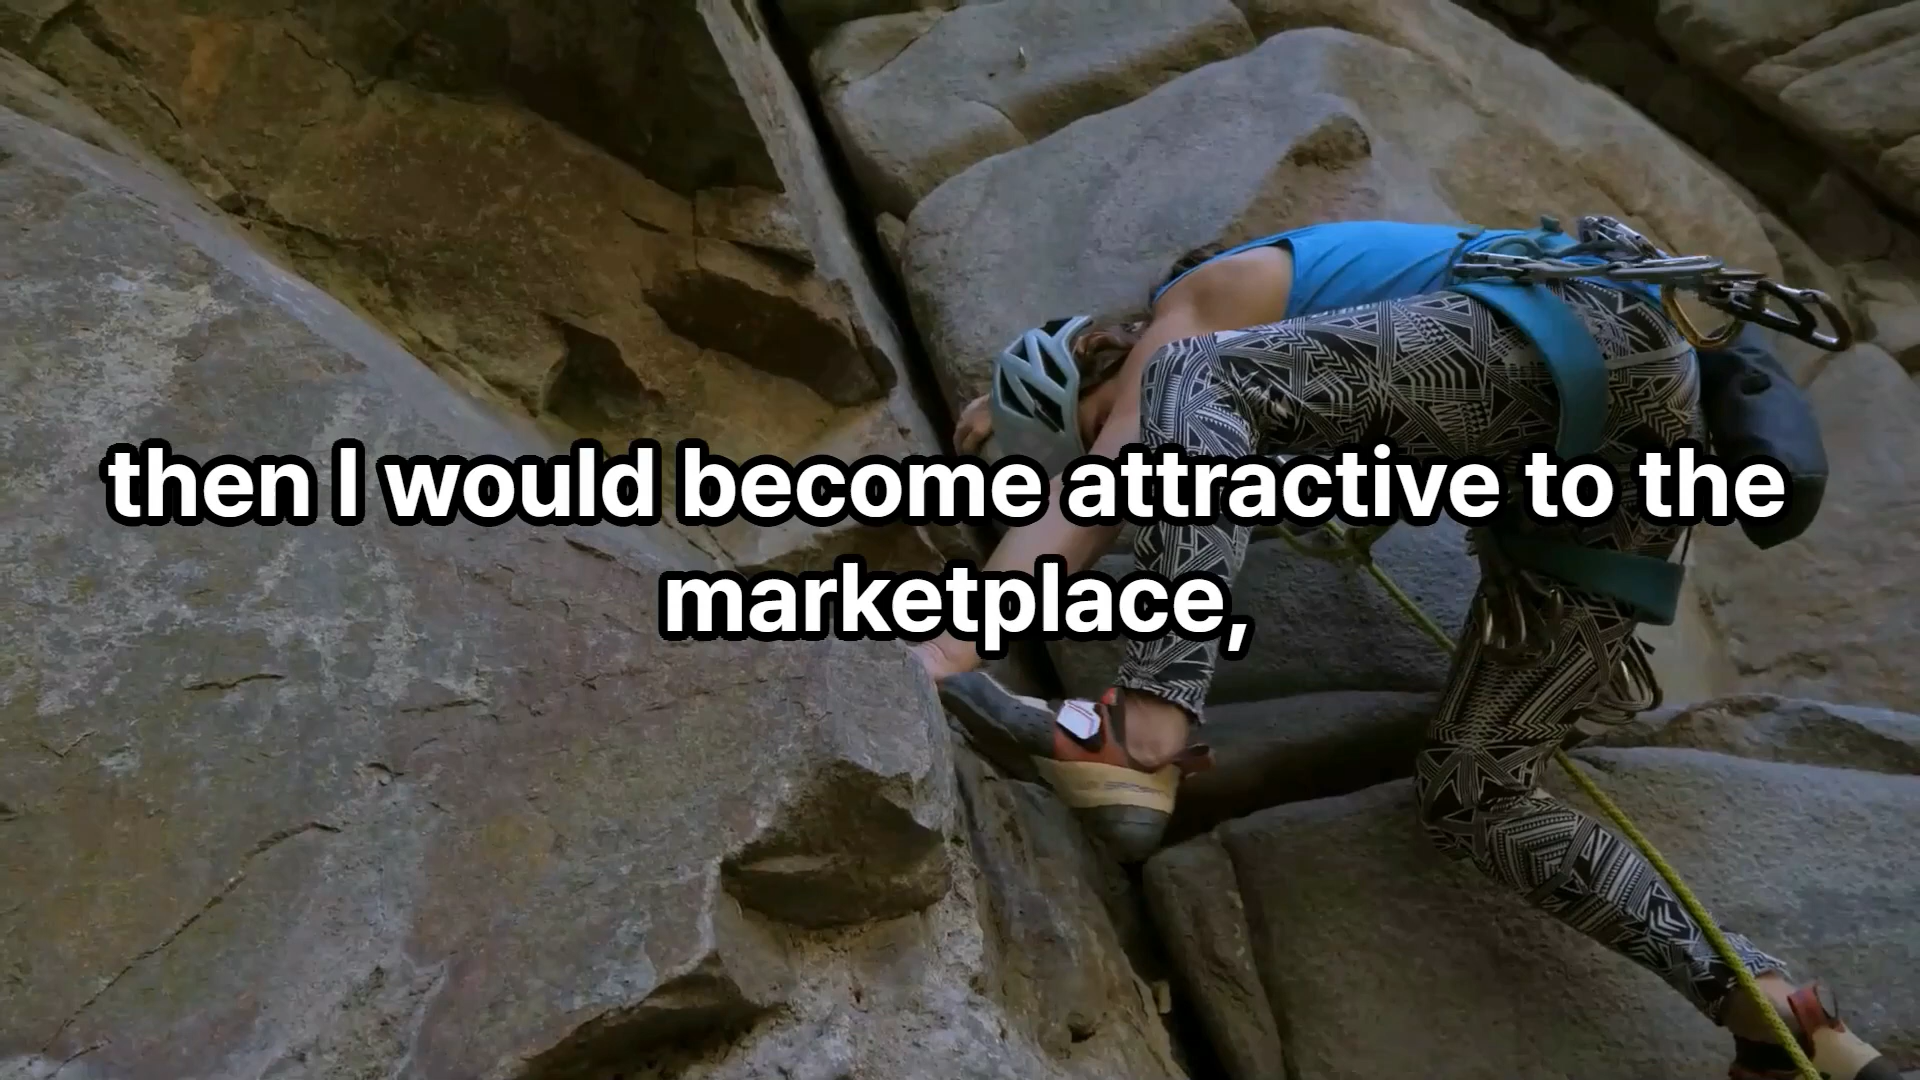 then I would become attractive to the
marketplace,